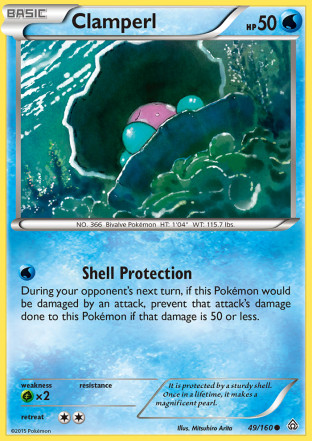 BASIC
Clamperl
HP 50
NO. 366 Bivalve Pokémon HT: 1'04" WT: 115.7 lbs.
Shell Protection
During your opponent's next turn, if this Pokémon would
be damaged by an attack, prevent that attack's damage
done to this Pokémon if that damage is 50 or less.
weakness resistance
×2
retreat
It is protected by a sturdy shell.
Once in a lifetime, it makes a
magnificent pearl.
©2015 Pokémon
Illus. Mitsuhiro Arita
49/160